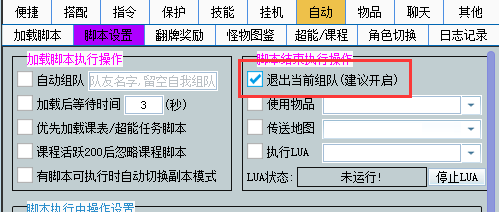 便捷 搭配 指令 保护 技能 挂机 自动 物品 聊天 其他
加载脚本 脚本设置 翻牌奖励 怪物图鉴 超能/课程 角色切换 日志记录
加载脚本执行操作
自动组队 队友名字,留空自我组队
加载后等待时间 3 (秒)
优先加载课表/超能任务脚本
课程活跃200后忽略课程脚本
有脚本可执行时自动切换副本模式
脚本结束执行操作
退出当前组队(建议开启)
使用物品
传送地图
执行LUA
LUA状态: 未运行! 停止LUA
脚本执行中操作设置